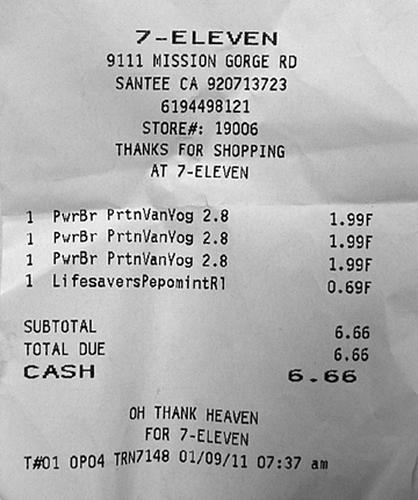 7-ELEVEN
9111 MISSION GORGE RD
SANTEE CA 920713723
6194498121
STORE#: 19006
THANKS FOR SHOPPING
AT 7-ELEVEN
1 PwrBr PrtnVanYog 2.8 1.99F
1 PwrBr PrtnVanYog 2.8 1.99F
1 PwrBr PrtnVanYog 2.8 1.99F
1 LifesaversPepomintR1 0.69F
SUBTOTAL 6.66
TOTAL DUE 6.66
CASH 6.66
OH THANK HEAVEN
FOR 7-ELEVEN
T#01 OP04 TRN7148 01/09/11 07:37 am